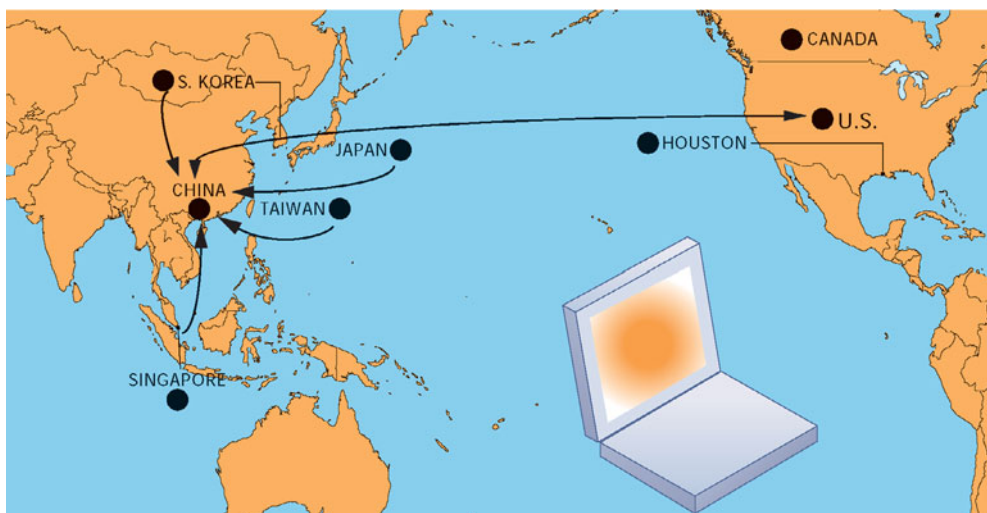 CANADA
S. KOREA
U.S.
JAPAN
HOUSTON
CHINA
TAIWAN
SINGAPORE